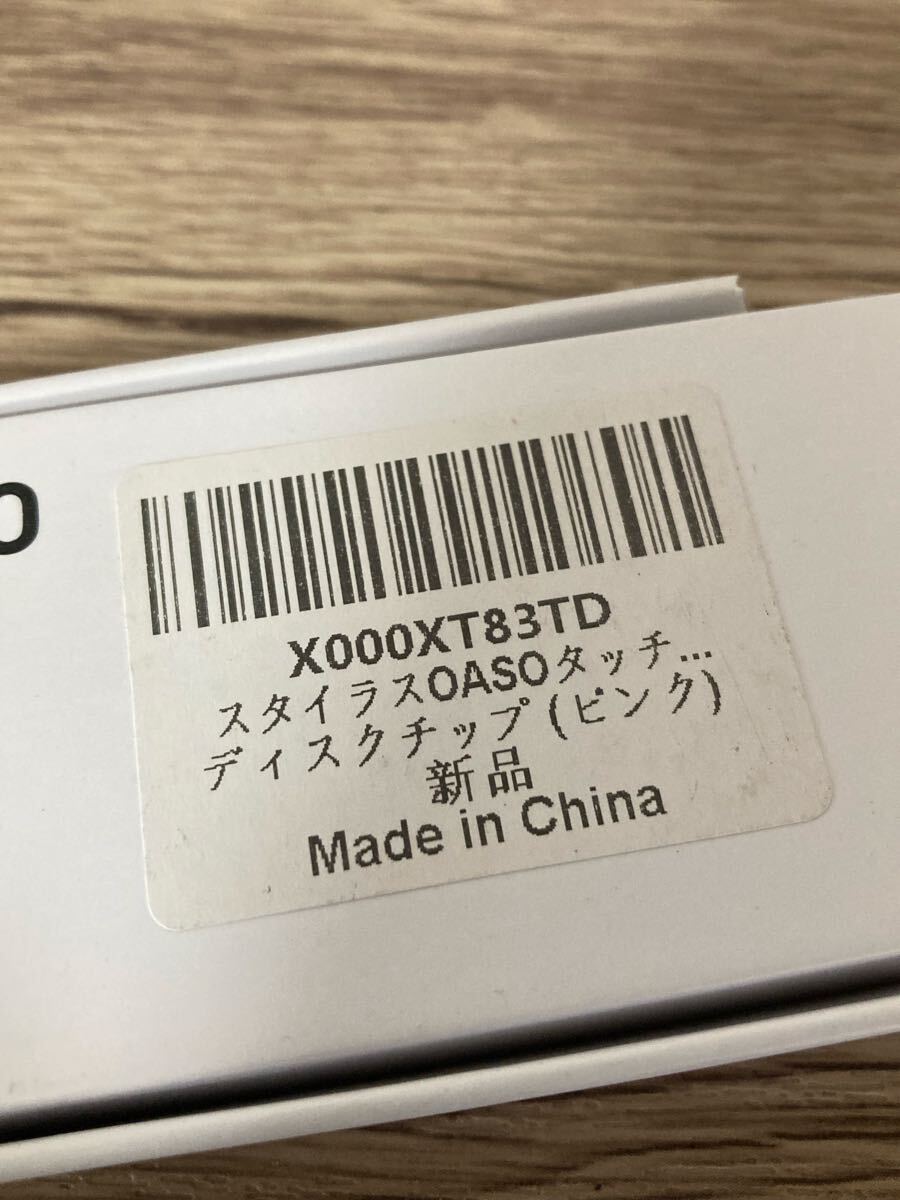 O
X000XT83TD
スタイラスOASOタッチ...
ディスクチップ (ピンク)
新品
Made in China